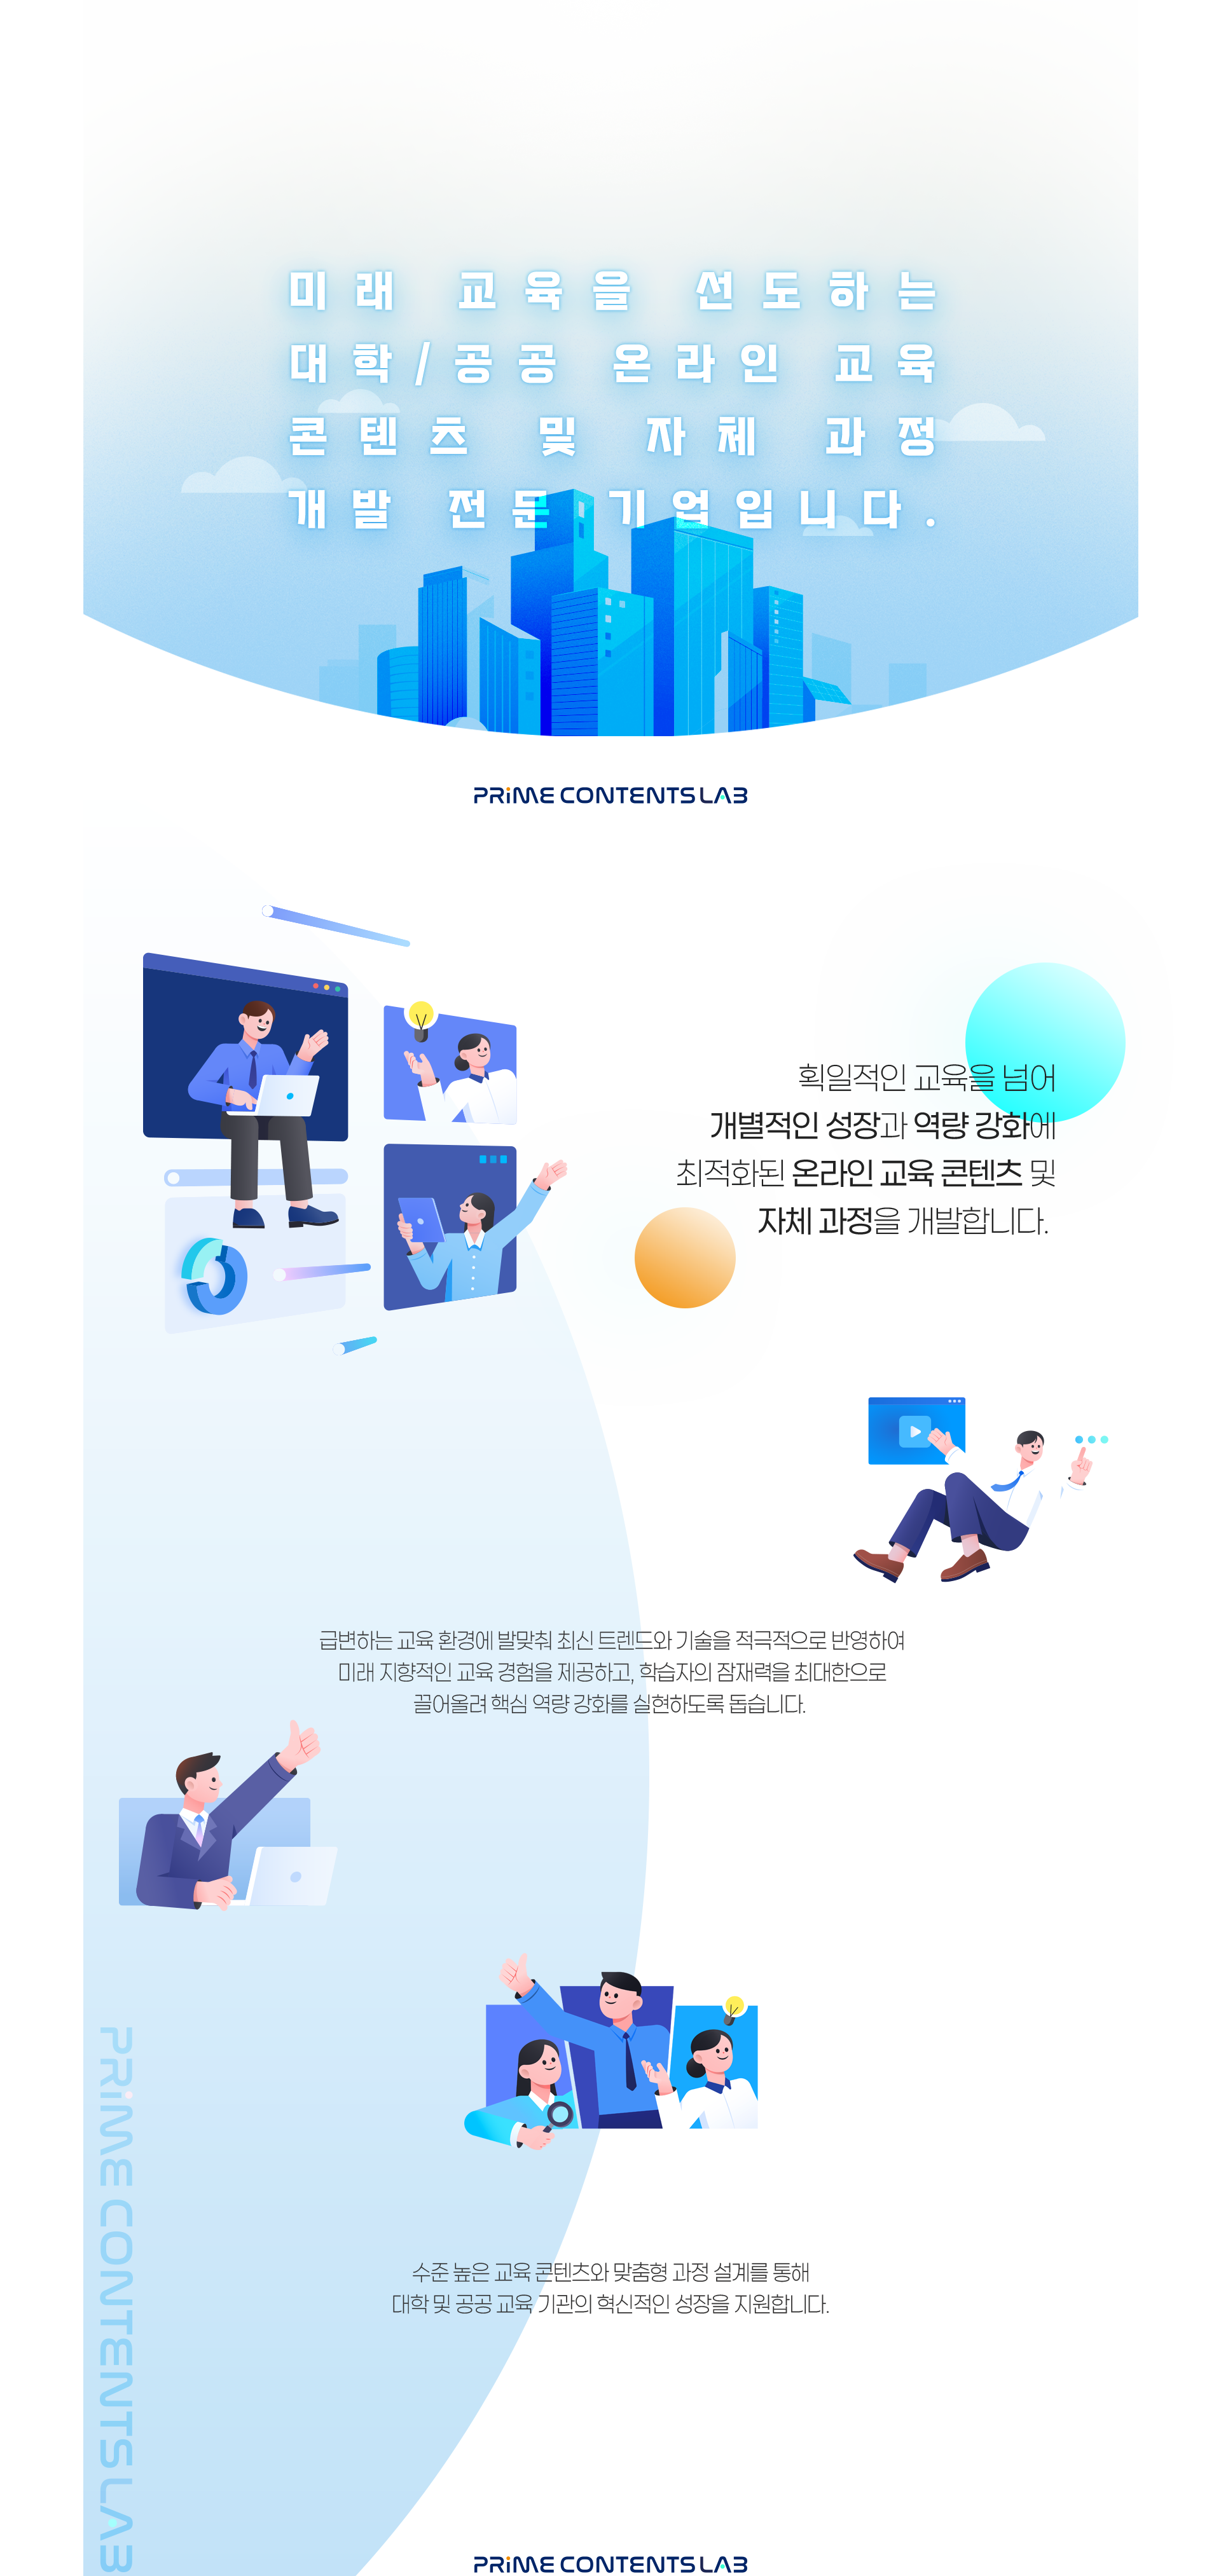 미래 교육을 선도하는
대학/공공 온라인 교육
콘텐츠 및 자체 과정
개발 전문 기업입니다.
PRiME CONTENTS LAB
획일적인 교육을 넘어
개별적인 성장과 역량 강화에
최적화된 온라인 교육 콘텐츠 및
자체 과정을 개발합니다.
급변하는 교육 환경에 발맞춰 최신 트렌드와 기술을 적극적으로 반영하여
미래 지향적인 교육 경험을 제공하고, 학습자의 잠재력을 최대한으로
끌어올려 핵심 역량 강화를 실현하도록 돕습니다.
PRiME CONTENTS LAB
수준 높은 교육 콘텐츠와 맞춤형 과정 설계를 통해
대학 및 공공 교육 기관의 혁신적인 성장을 지원합니다.
PRiME CONTENTS LAB